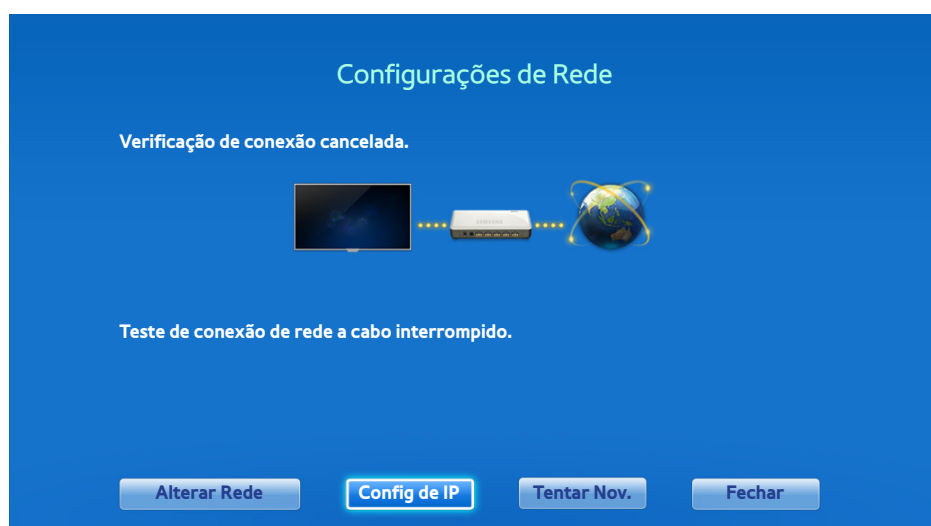 Configurações de Rede
Verificação de conexão cancelada.
SAMSUNG
Teste de conexão de rede a cabo interrompido.
Alterar Rede
Config de IP
Tentar Nov.
Fechar